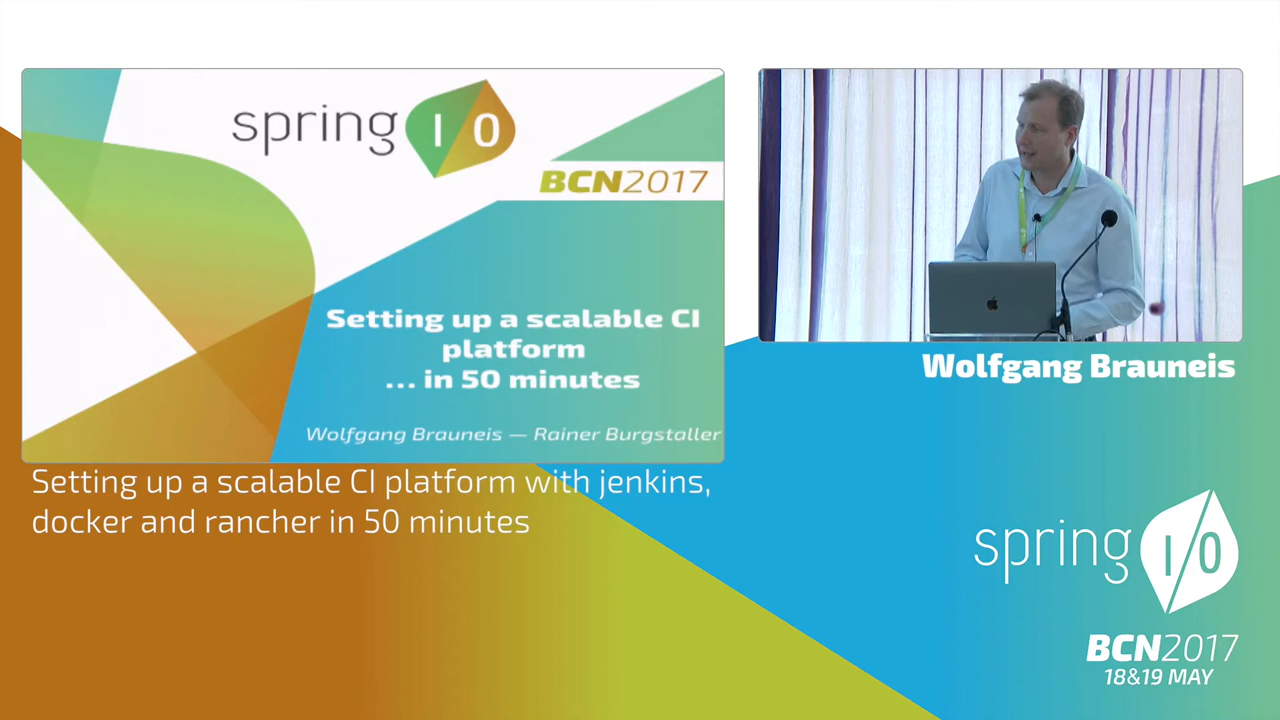 spring I/O
BCN2017
Setting up a scalable CI
platform
... in 50 minutes
Wolfgang Brauneis — Rainer Burgstaller
Wolfgang Brauneis
Setting up a scalable CI platform with jenkins,
docker and rancher in 50 minutes
spring I/O
BCN2017
18&19 MAY